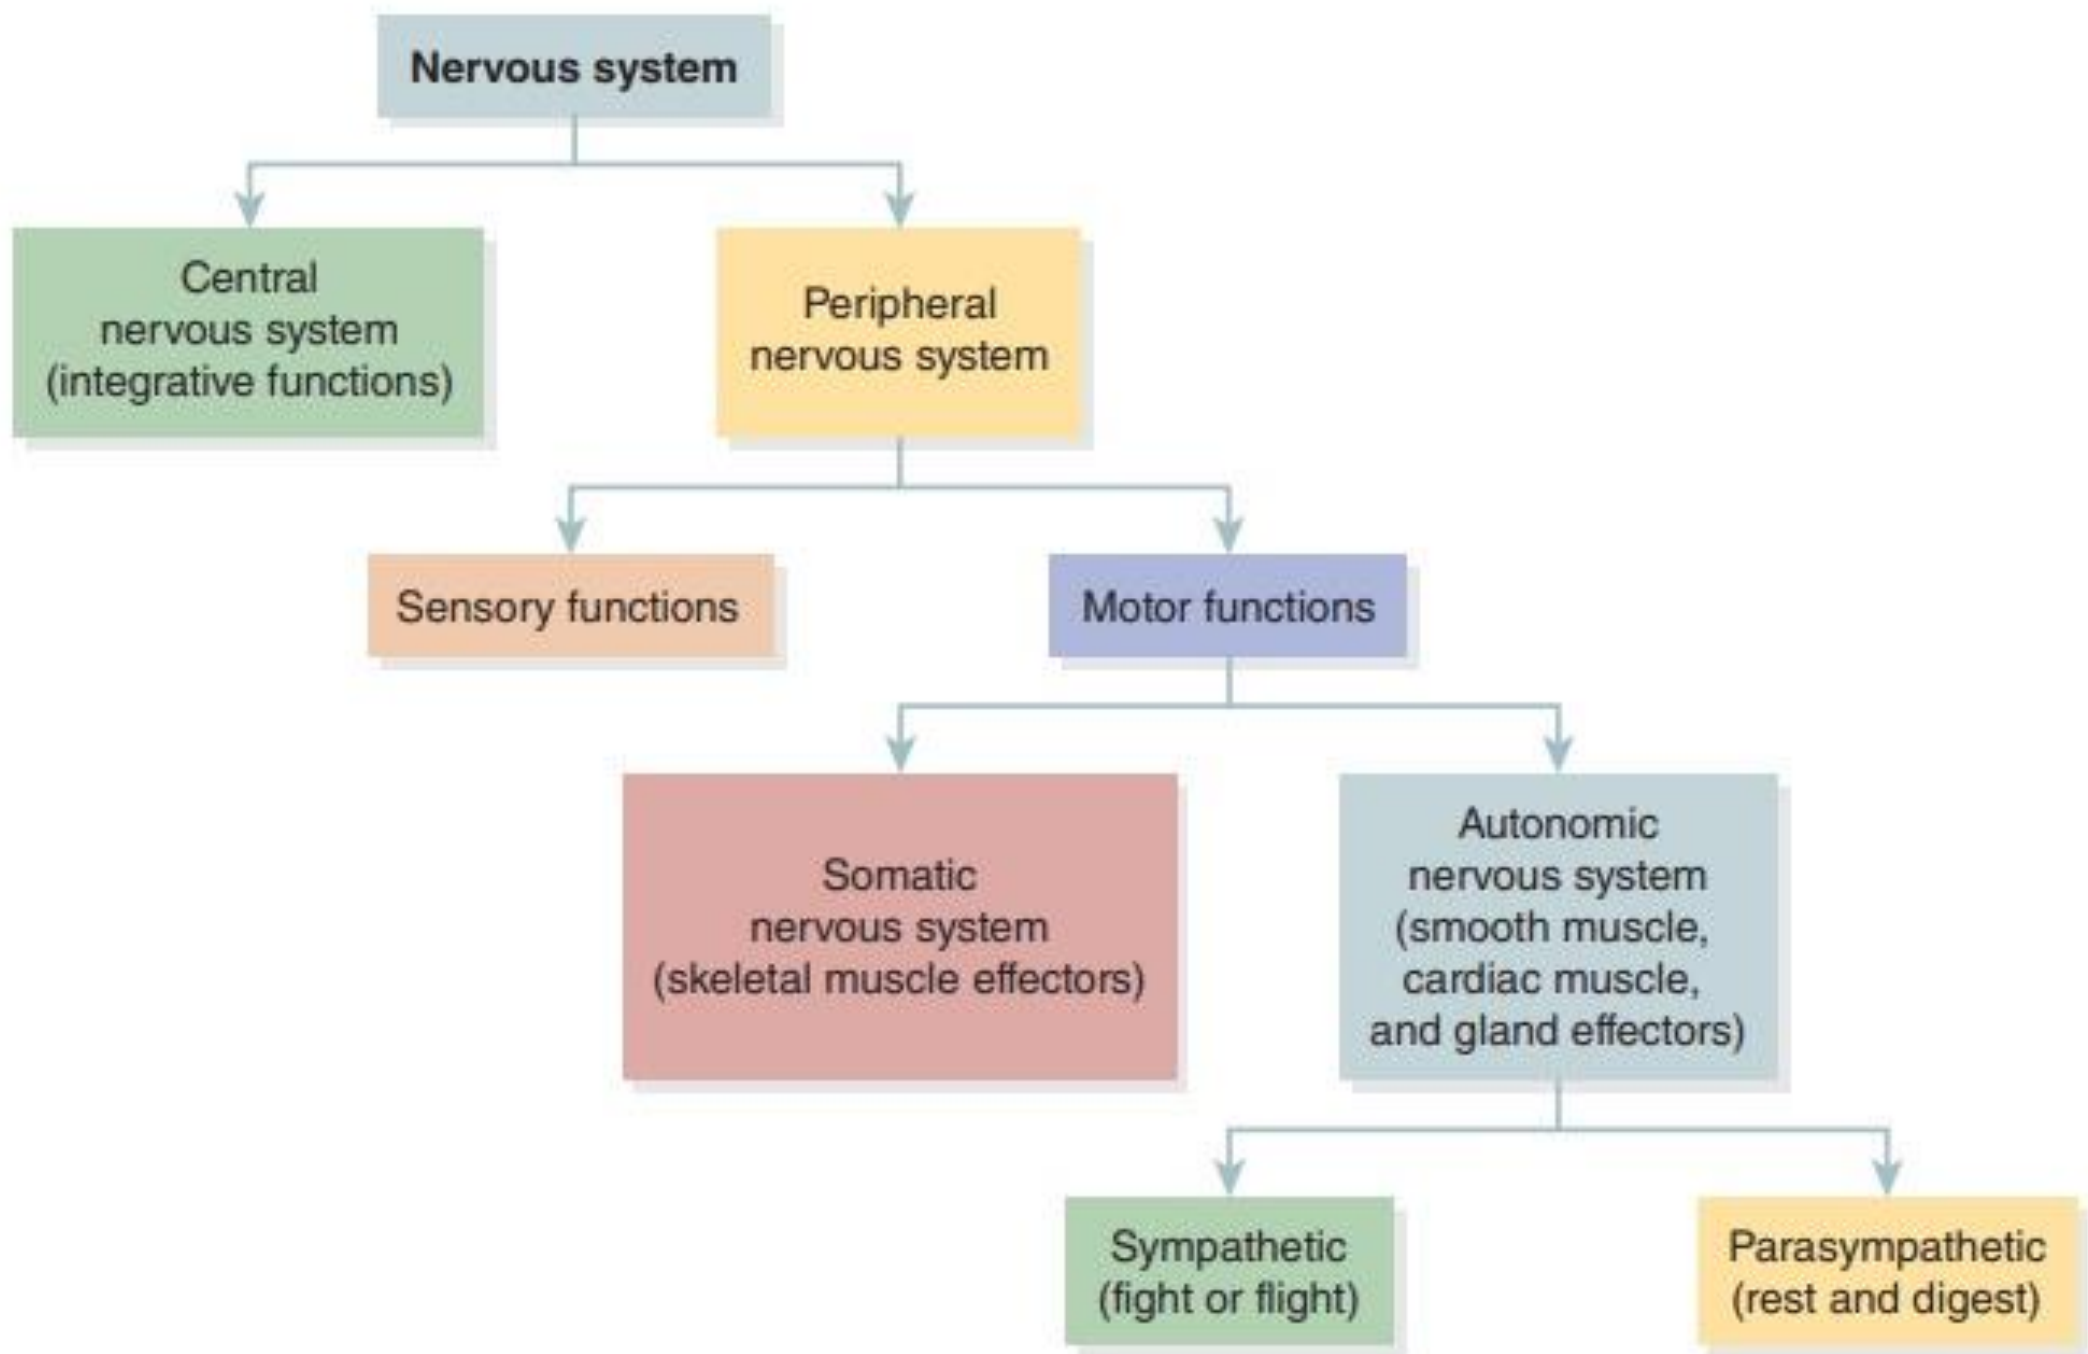 Nervous system
Central
nervous system
(integrative functions)
Peripheral
nervous system
Sensory functions
Motor functions
Somatic
nervous system
(skeletal muscle effectors)
Autonomic
nervous system
(smooth muscle,
cardiac muscle,
and gland effectors)
Sympathetic
(fight or flight)
Parasympathetic
(rest and digest)